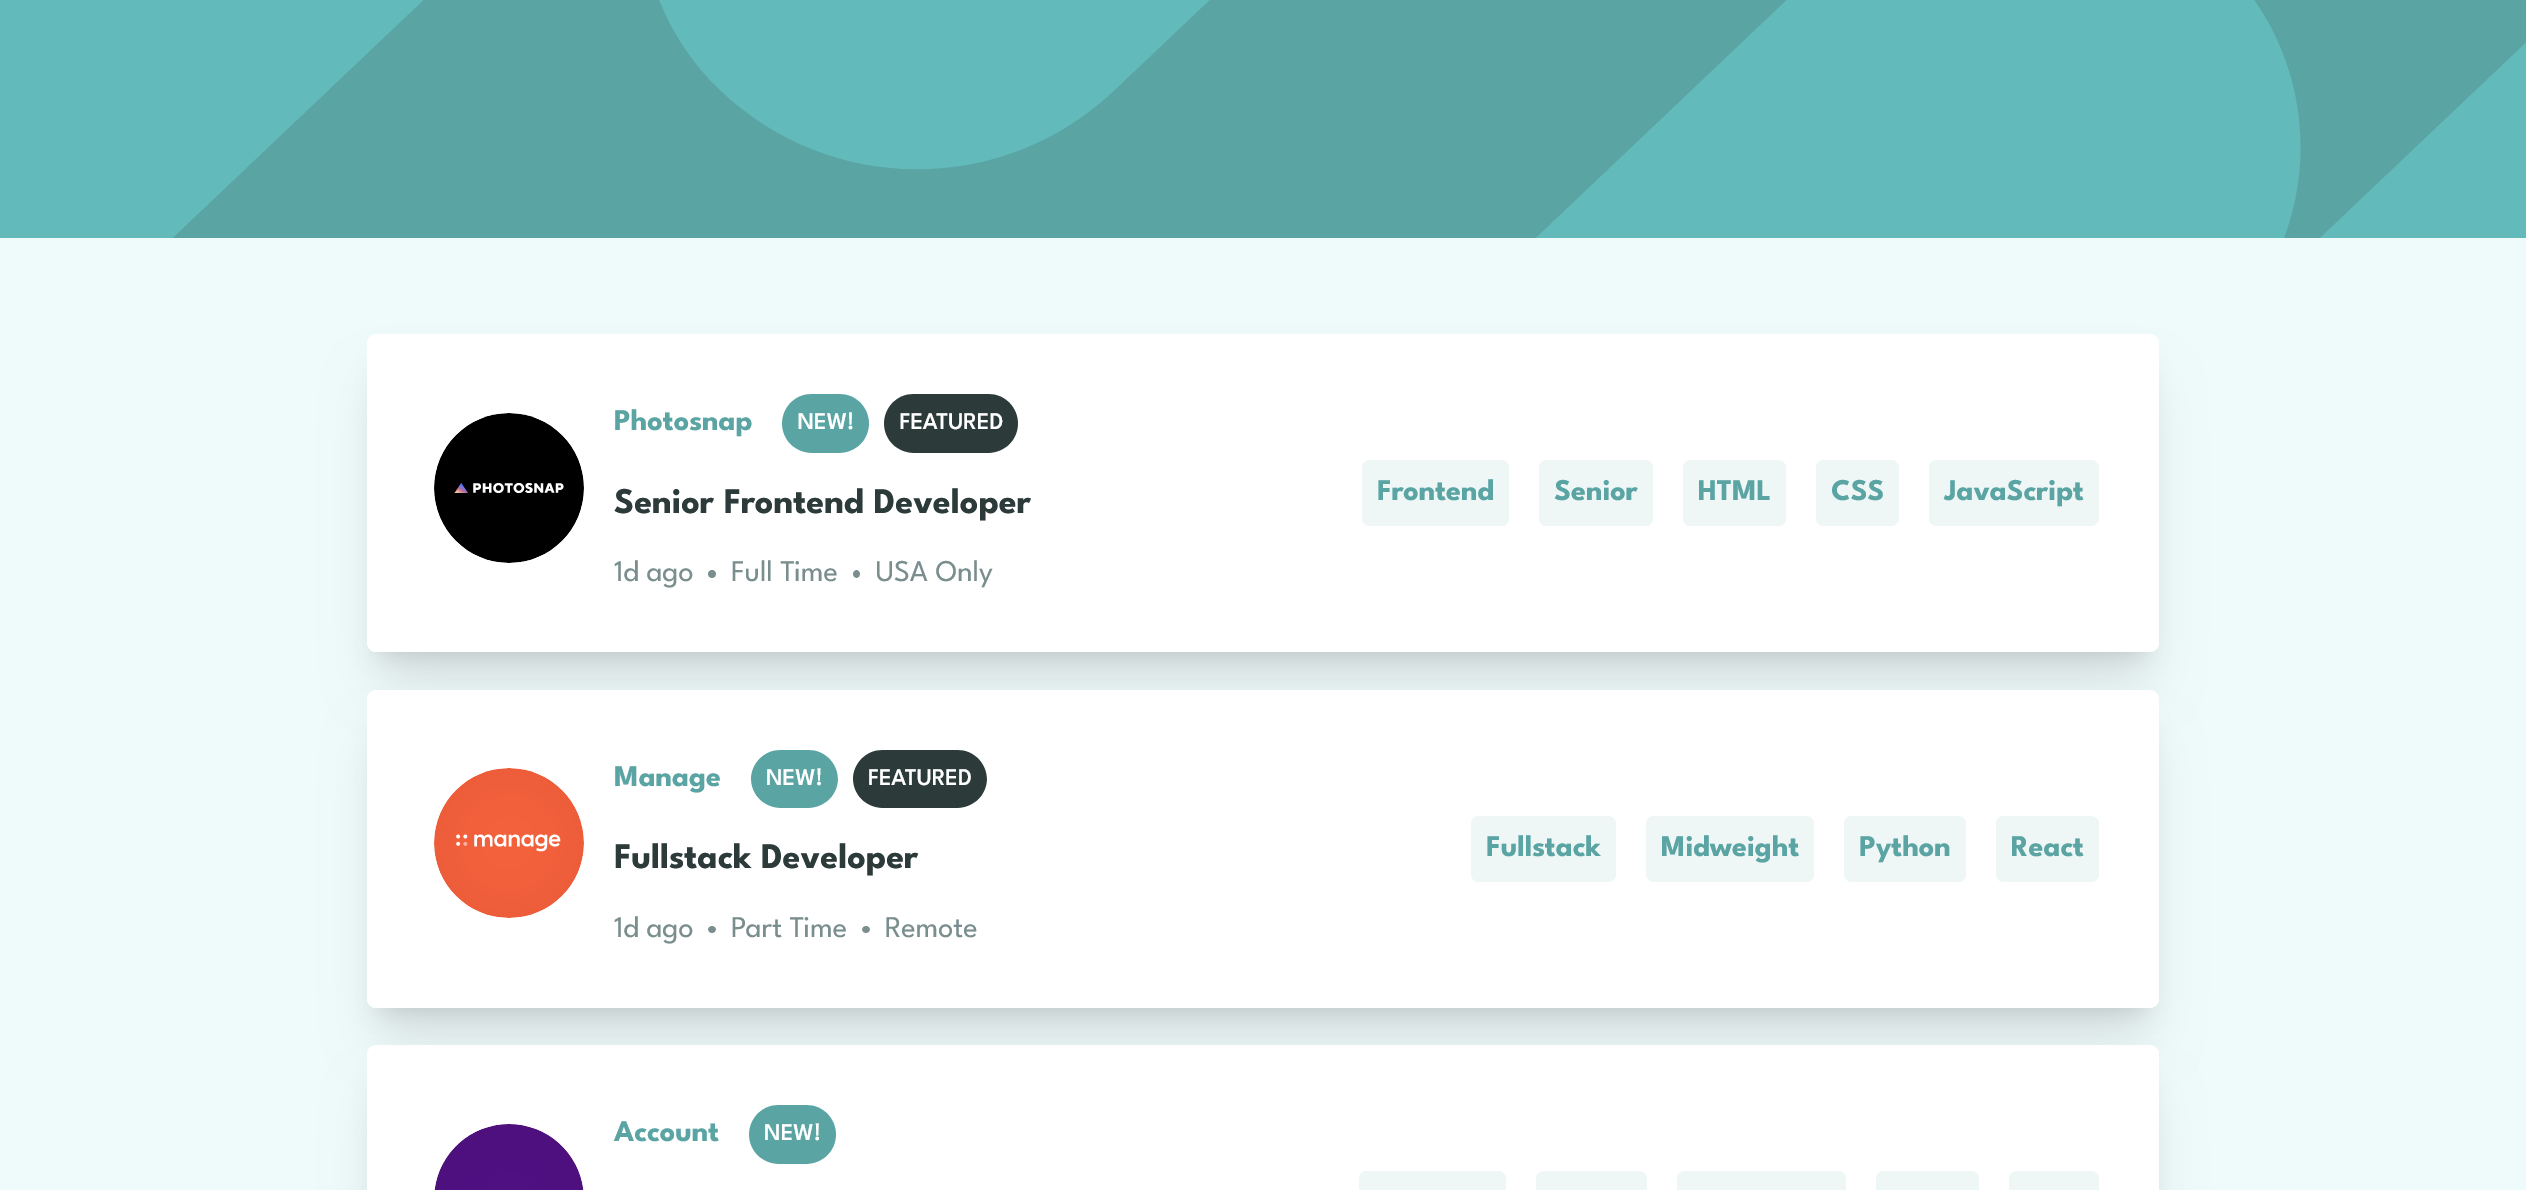 Photosnap NEW! FEATURED
PHOTOSNAP
Senior Frontend Developer
1d ago • Full Time • USA Only
Frontend Senior HTML CSS JavaScript
Manage NEW! FEATURED
manage
Fullstack Developer
1d ago • Part Time • Remote
Fullstack Midweight Python React
Account NEW!